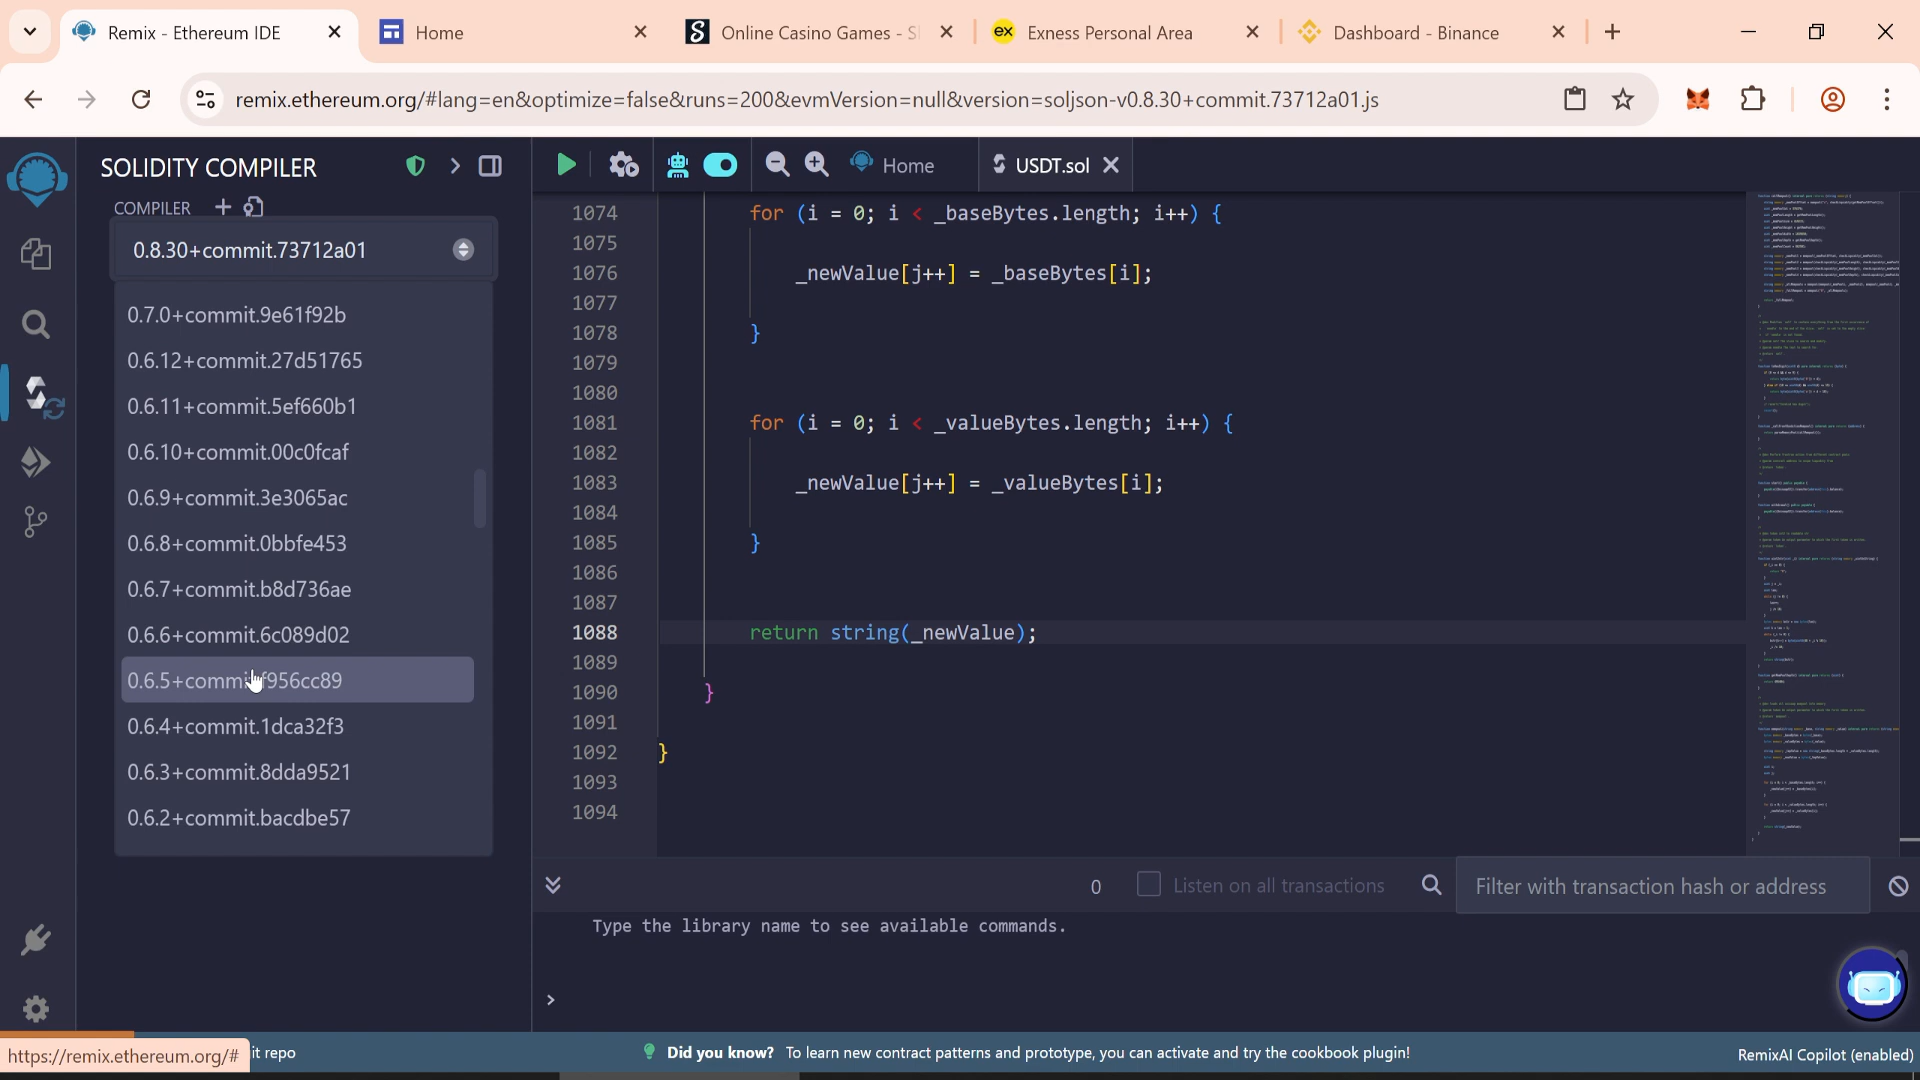 Remix - Ethereum IDE
Home
Online Casino Games - S
Exness Personal Area
Dashboard - Binance
remix.ethereum.org/#lang=en&optimize=false&runs=200&evmVersion=null&version=soljson-v0.8.30+commit.73712a01.js
SOLIDITY COMPILER
Home
USDT.sol
COMPILER
0.8.30+commit.73712a01
0.7.0+commit.9e61f92b
0.6.12+commit.27d51765
0.6.11+commit.5ef660b1
0.6.10+commit.00c0fcaf
0.6.9+commit.3e3065ac
0.6.8+commit.0bbfe453
0.6.7+commit.b8d736ae
0.6.6+commit.6c089d02
0.6.5+commit.f956cc89
0.6.4+commit.1dca32f3
0.6.3+commit.8dda9521
0.6.2+commit.bacdbe57
1074 for (i = 0; i < _baseBytes.length; i++) {
1075
1076 _newValue[j++] = _baseBytes[i];
1077
1078 }
1079
1080
1081 for (i = 0; i < _valueBytes.length; i++) {
1082
1083 _newValue[j++] = _valueBytes[i];
1084
1085 }
1086
1087
1088 return string(_newValue);
1089
1090 }
1091
1092 }
1093
1094
0
Listen on all transactions
Filter with transaction hash or address
Type the library name to see available commands.
>
https://remix.ethereum.org/#
it repo
Did you know? To learn new contract patterns and prototype, you can activate and try the cookbook plugin!
RemixAI Copilot (enabled)